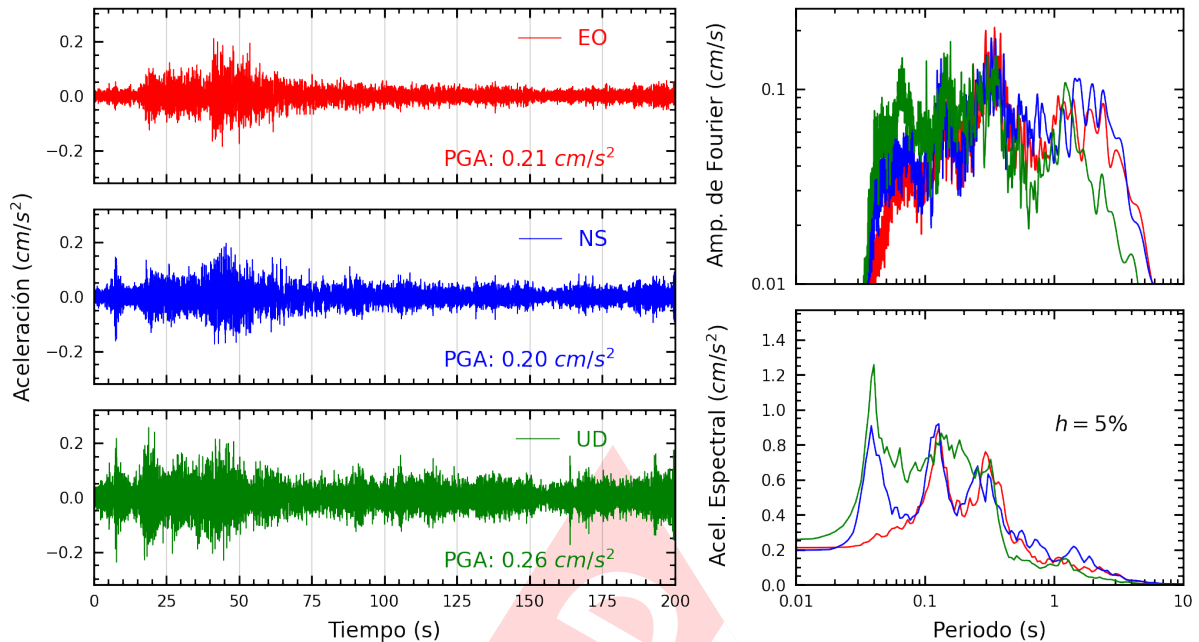 Aceleración (cm/s²)
0.2
0.0
−0.2
EO
PGA: 0.21 cm/s²
0.2
0.0
−0.2
NS
PGA: 0.20 cm/s²
0.2
0.0
−0.2
UD
PGA: 0.26 cm/s²
0 25 50 75 100 125 150 175 200
Tiempo (s)
Amp. de Fourier (cm/s)
0.1
0.01
Acel. Espectral (cm/s²)
1.4
1.2
1.0
0.8
0.6
0.4
0.2
0.0
h = 5%
0.01 0.1 1 10
Periodo (s)